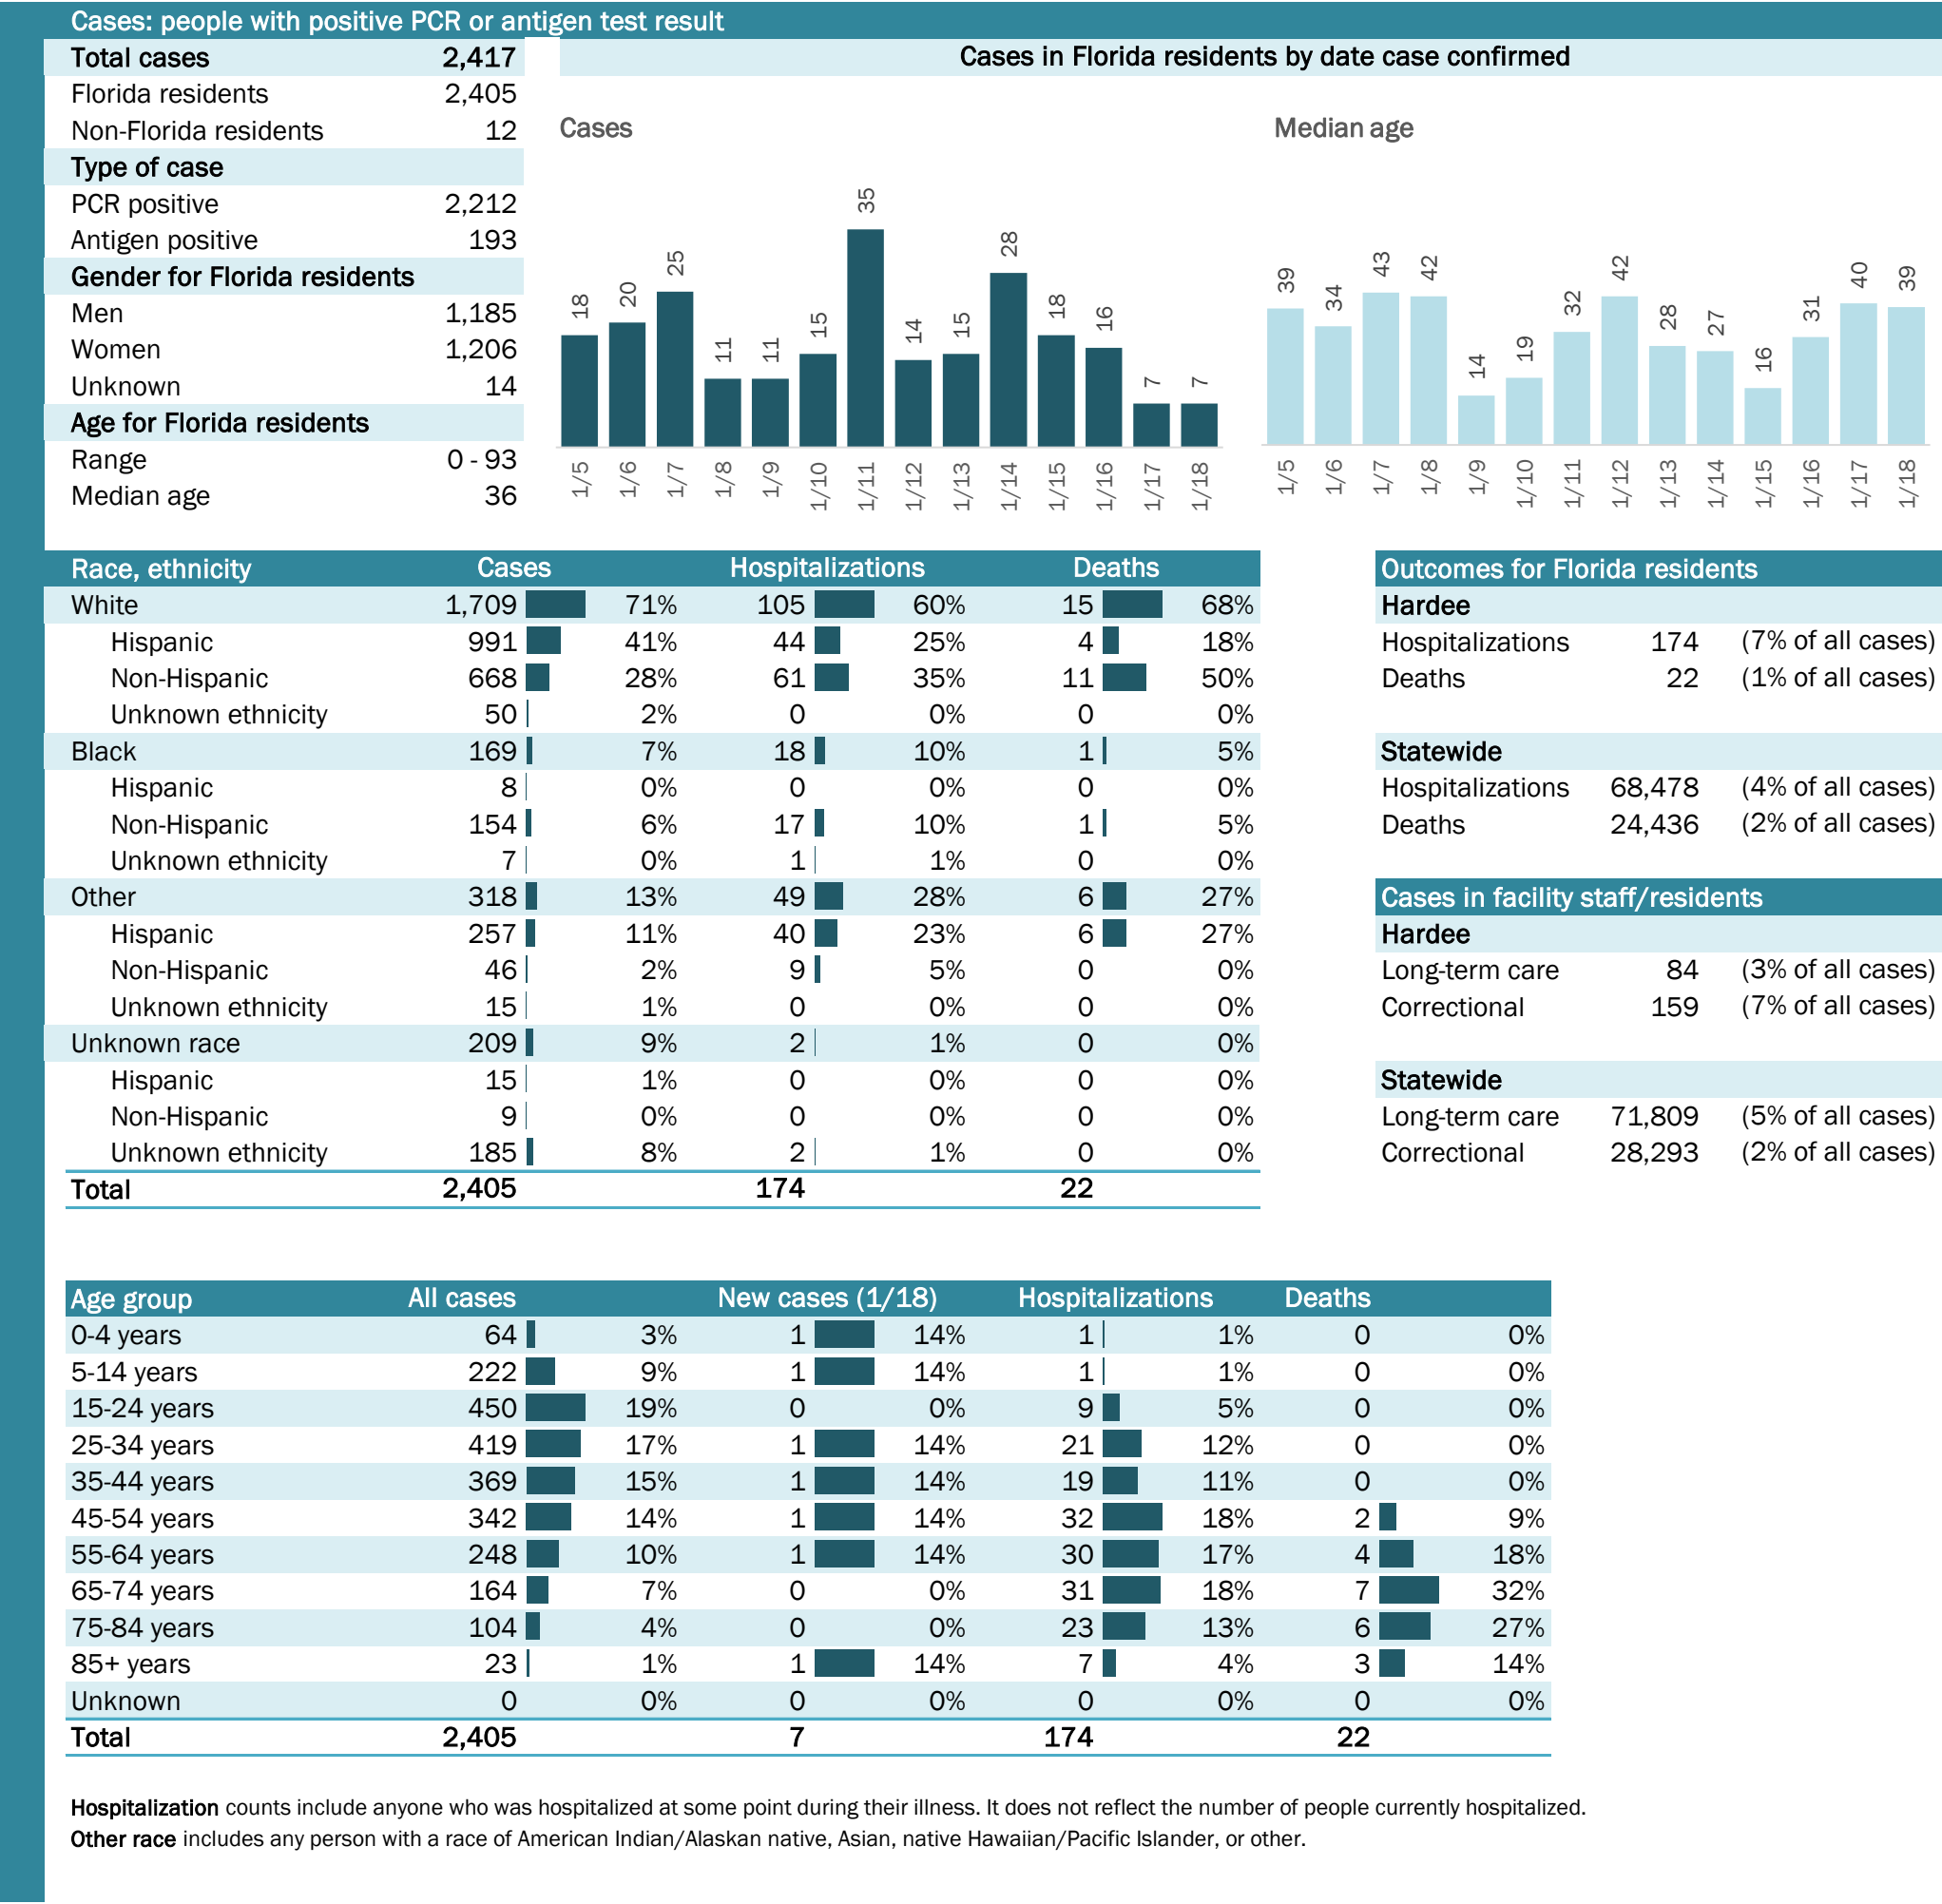 Cases: people with positive PCR or antigen test result
Total cases 2,417
Florida residents 2,405
Non-Florida residents 12
Type of case
PCR positive 2,212
Antigen positive 193
Gender for Florida residents
Men 1,185
Women 1,206
Unknown 14
Age for Florida residents
Range 0 - 93
Median age 36
Cases in Florida residents by date case confirmed
Cases
18 20 25 11 11 15 35 14 15 28 18 16 7 7
1/5 1/6 1/7 1/8 1/9 1/10 1/11 1/12 1/13 1/14 1/15 1/16 1/17 1/18
Median age
39 34 43 42 14 19 32 42 28 27 16 31 40 39
1/5 1/6 1/7 1/8 1/9 1/10 1/11 1/12 1/13 1/14 1/15 1/16 1/17 1/18
Race, ethnicity Cases Hospitalizations Deaths
White 1,709 71% 105 60% 15 68%
Hispanic 991 41% 44 25% 4 18%
Non-Hispanic 668 28% 61 35% 11 50%
Unknown ethnicity 50 2% 0 0% 0 0%
Black 169 7% 18 10% 1 5%
Hispanic 8 0% 0 0% 0 0%
Non-Hispanic 154 6% 17 10% 1 5%
Unknown ethnicity 7 0% 1 1% 0 0%
Other 318 13% 49 28% 6 27%
Hispanic 257 11% 40 23% 6 27%
Non-Hispanic 46 2% 9 5% 0 0%
Unknown ethnicity 15 1% 0 0% 0 0%
Unknown race 209 9% 2 1% 0 0%
Hispanic 15 1% 0 0% 0 0%
Non-Hispanic 9 0% 0 0% 0 0%
Unknown ethnicity 185 8% 2 1% 0 0%
Total 2,405 174 22
Outcomes for Florida residents
Hardee
Hospitalizations 174 (7% of all cases)
Deaths 22 (1% of all cases)
Statewide
Hospitalizations 68,478 (4% of all cases)
Deaths 24,436 (2% of all cases)
Cases in facility staff/residents
Hardee
Long-term care 84 (3% of all cases)
Correctional 159 (7% of all cases)
Statewide
Long-term care 71,809 (5% of all cases)
Correctional 28,293 (2% of all cases)
Age group All cases New cases (1/18) Hospitalizations Deaths
0-4 years 64 3% 1 14% 1 1% 0 0%
5-14 years 222 9% 1 14% 1 1% 0 0%
15-24 years 450 19% 0 0% 9 5% 0 0%
25-34 years 419 17% 1 14% 21 12% 0 0%
35-44 years 369 15% 1 14% 19 11% 0 0%
45-54 years 342 14% 1 14% 32 18% 2 9%
55-64 years 248 10% 1 14% 30 17% 4 18%
65-74 years 164 7% 0 0% 31 18% 7 32%
75-84 years 104 4% 0 0% 23 13% 6 27%
85+ years 23 1% 1 14% 7 4% 3 14%
Unknown 0 0% 0 0% 0 0% 0 0%
Total 2,405 7 174 22
Hospitalization counts include anyone who was hospitalized at some point during their illness. It does not reflect the number of people currently hospitalized.
Other race includes any person with a race of American Indian/Alaskan native, Asian, native Hawaiian/Pacific Islander, or other.